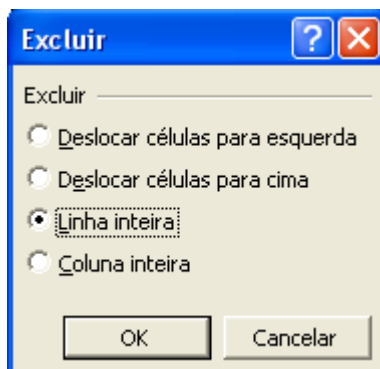 Excluir
Excluir
Deslocar células para esquerda
Deslocar células para cima
Linha inteira
Coluna inteira
OK Cancelar